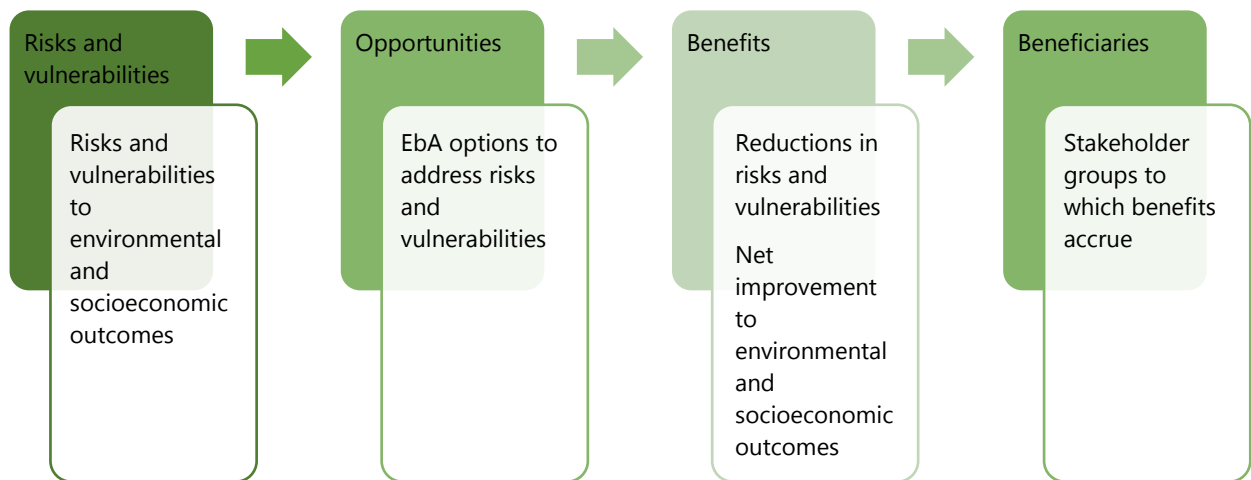 Risks and
vulnerabilities
Risks and
vulnerabilities
to
environmental
and
socioeconomic
outcomes
Opportunities
EbA options to
address risks
and
vulnerabilities
Benefits
Reductions in
risks and
vulnerabilities
Net
improvement
to
environmental
and
socioeconomic
outcomes
Beneficiaries
Stakeholder
groups to
which benefits
accrue